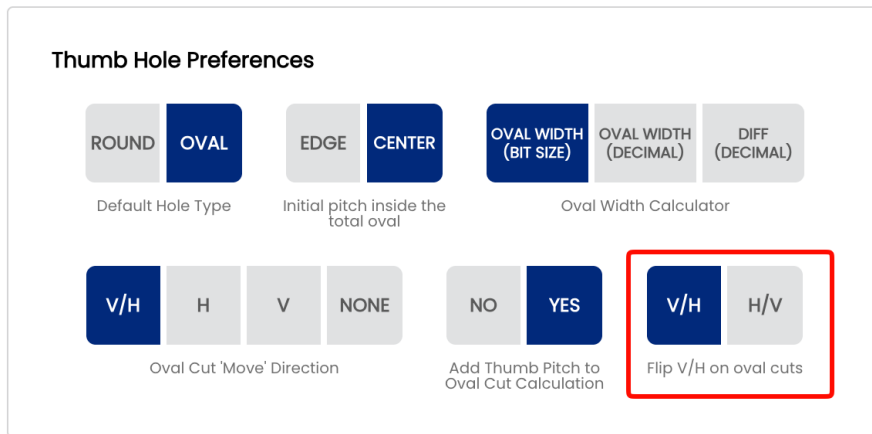 Thumb Hole Preferences
ROUND OVAL
EDGE CENTER
OVAL WIDTH
(BIT SIZE)
OVAL WIDTH
(DECIMAL)
DIFF
(DECIMAL)
Default Hole Type
Initial pitch inside the
total oval
Oval Width Calculator
V/H H V NONE
NO YES
V/H H/V
Oval Cut 'Move' Direction
Add Thumb Pitch to
Oval Cut Calculation
Flip V/H on oval cuts